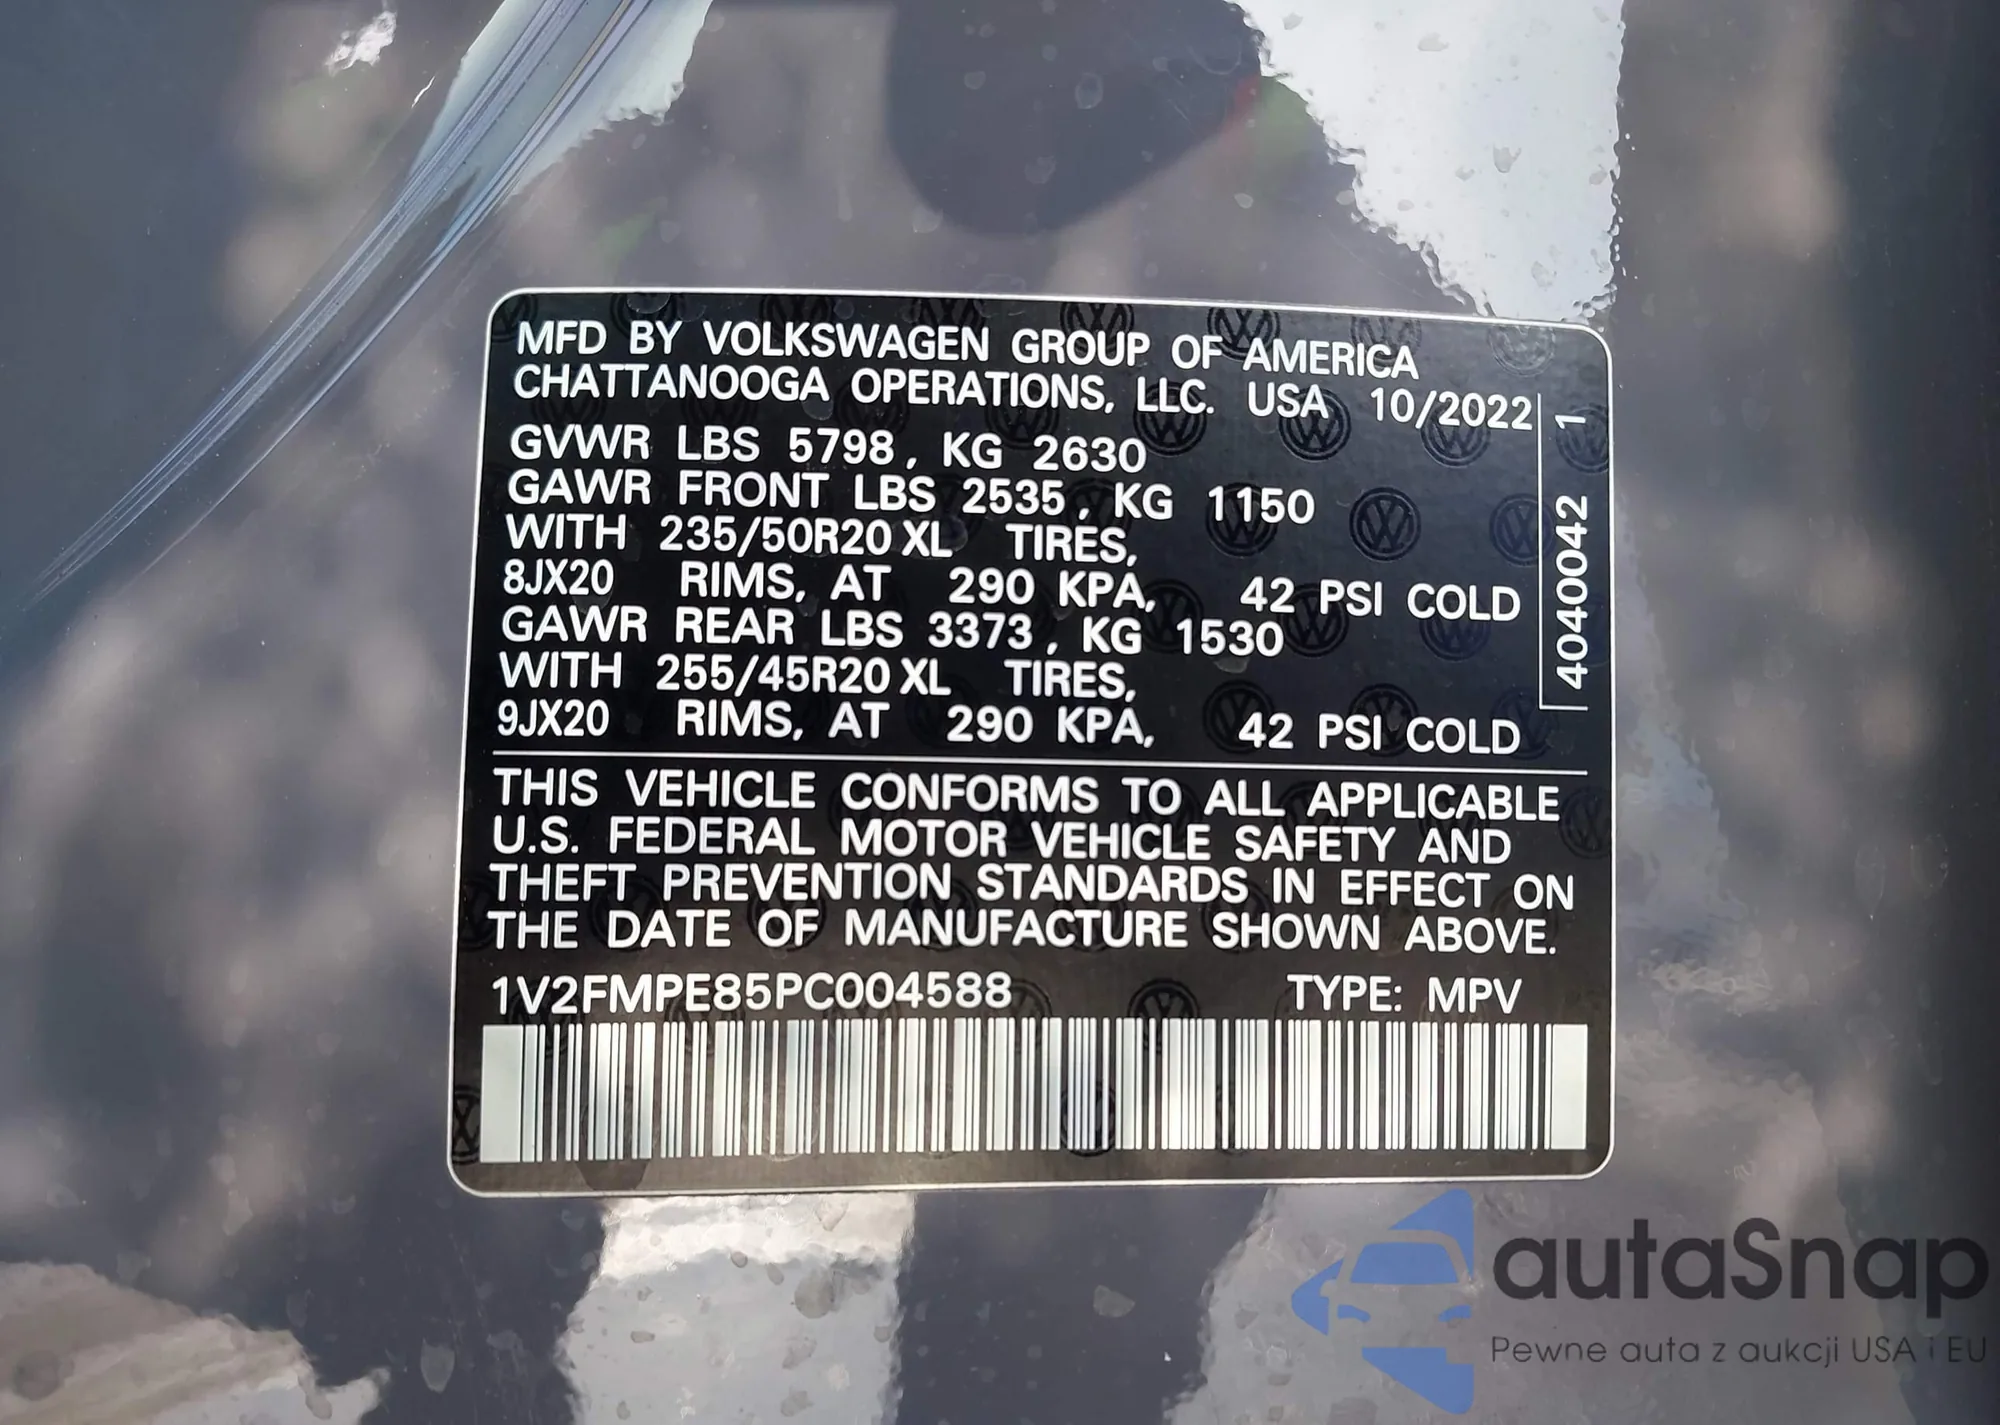 MFD BY VOLKSWAGEN GROUP OF AMERICA
CHATTANOOGA OPERATIONS, LLC. USA 10/2022
GVWR LBS 5798, KG 2630
GAWR FRONT LBS 2535, KG 1150
WITH 235/50R20 XL TIRES,
8JX20 RIMS, AT 290 KPA, 42 PSI COLD
GAWR REAR LBS 3373, KG 1530
WITH 255/45R20 XL TIRES,
9JX20 RIMS, AT 290 KPA, 42 PSI COLD
4040042 1
THIS VEHICLE CONFORMS TO ALL APPLICABLE
U.S. FEDERAL MOTOR VEHICLE SAFETY AND
THEFT PREVENTION STANDARDS IN EFFECT ON
THE DATE OF MANUFACTURE SHOWN ABOVE.
1V2FMPE85PC004588 TYPE: MPV
autaSnap
Pewne auta z aukcji USA i EU